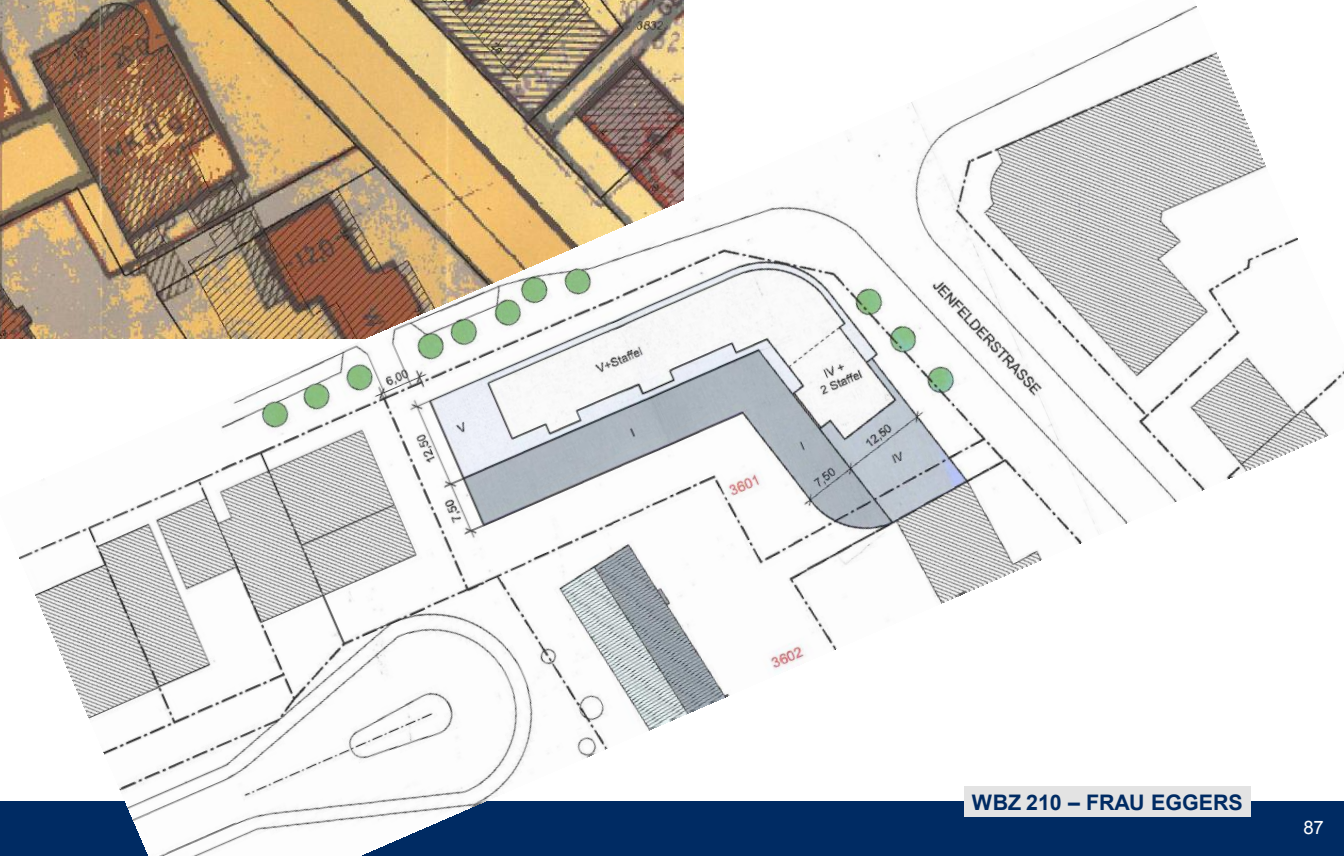 3832
12,0
JENFELDERSTRASSE
6,00
V+Staffel
IV +
2 Staffel
V
12,50
I
I
12,50
IV
7,50
7,50
3601
3602
WBZ 210 – FRAU EGGERS
87